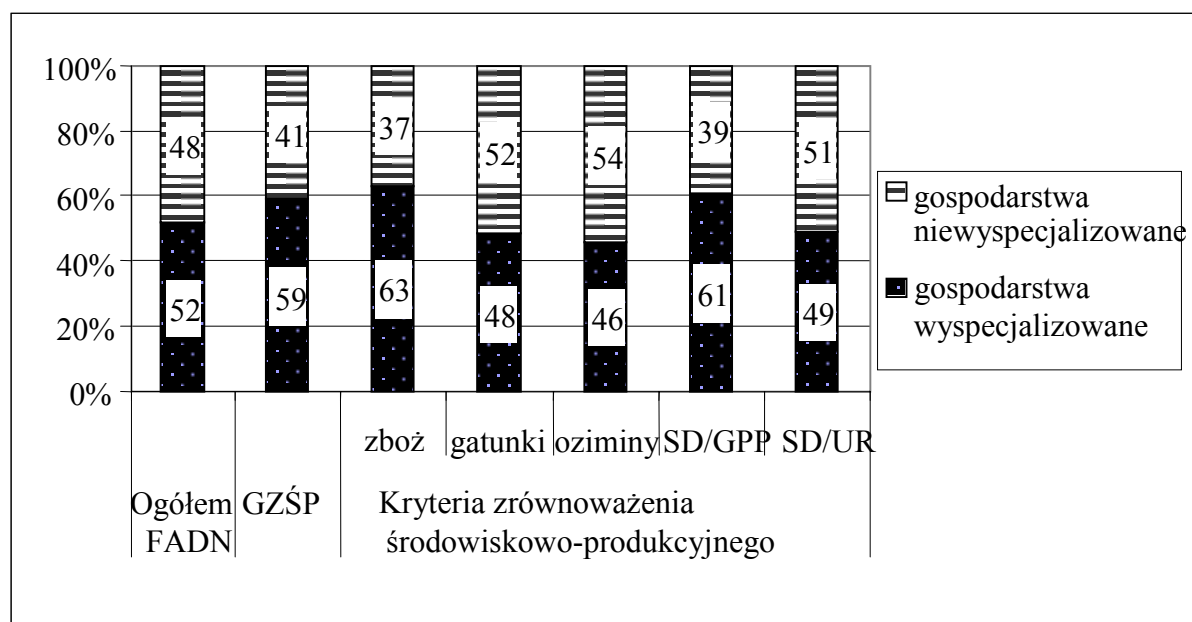 100%
80%
60%
40%
20%
0%
48
41
37
52
54
39
51
52
59
63
48
46
61
49
zboż
gatunki
oziminy
SD/GPP
SD/UR
Ogółem
FADN
GZŚP
Kryteria zrównoważenia
środowiskowo-produkcyjnego
gospodarstwa
niewyspecjalizowane
gospodarstwa
wyspecjalizowane